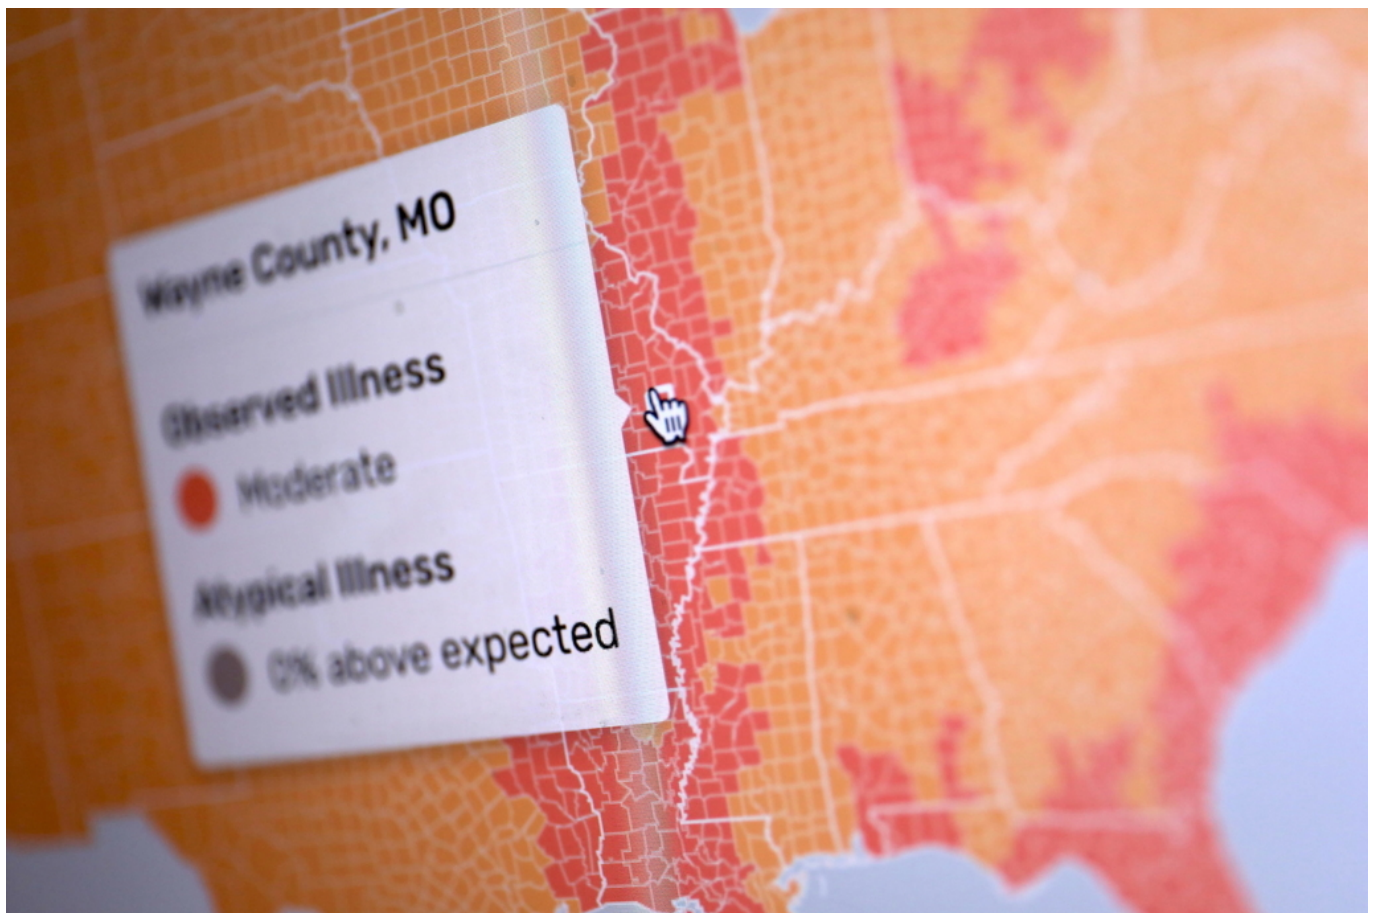 Wayne County, MO
Observed Illness
Moderate
Atypical Illness
0% above expected